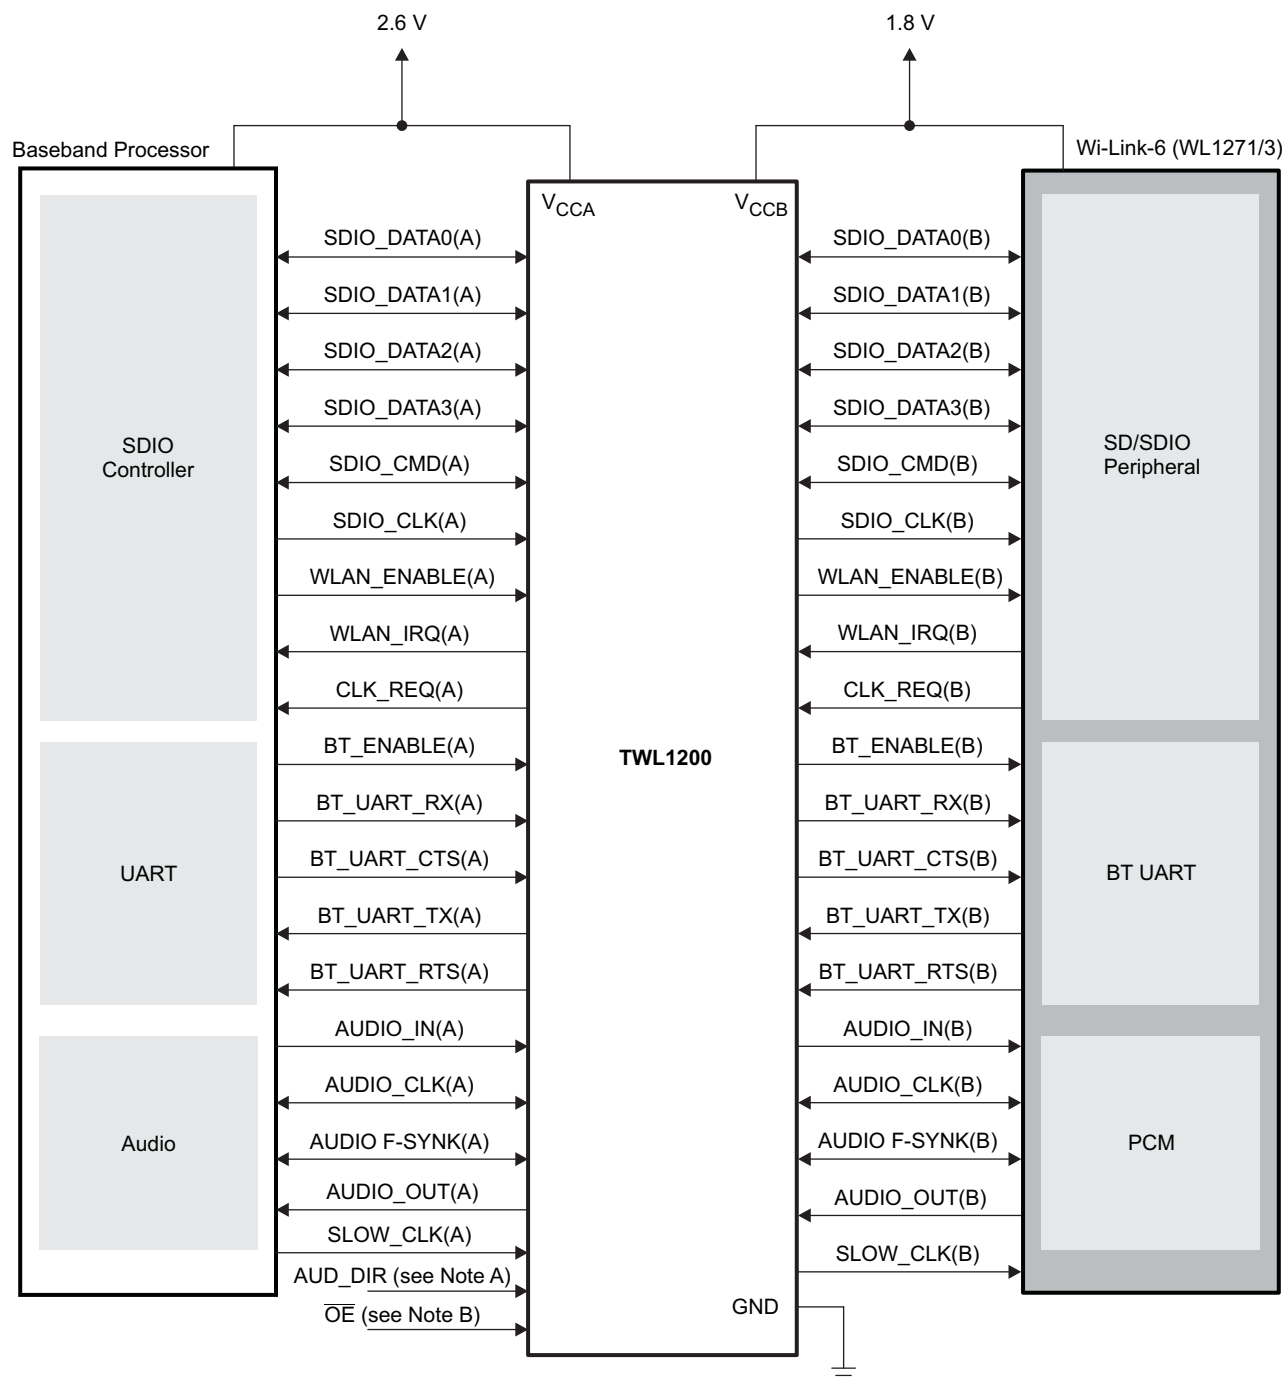 2.6 V
1.8 V
Baseband Processor
Wi-Link-6 (WL1271/3)
VCCA
VCCB
SDIO_DATA0(A)
SDIO_DATA0(B)
SDIO_DATA1(A)
SDIO_DATA1(B)
SDIO_DATA2(A)
SDIO_DATA2(B)
SDIO_DATA3(A)
SDIO_DATA3(B)
SDIO
Controller
SD/SDIO
Peripheral
SDIO_CMD(A)
SDIO_CMD(B)
SDIO_CLK(A)
SDIO_CLK(B)
WLAN_ENABLE(A)
WLAN_ENABLE(B)
WLAN_IRQ(A)
WLAN_IRQ(B)
CLK_REQ(A)
CLK_REQ(B)
BT_ENABLE(A)
TWL1200
BT_ENABLE(B)
BT_UART_RX(A)
BT_UART_RX(B)
UART
BT_UART_CTS(A)
BT_UART_CTS(B)
BT UART
BT_UART_TX(A)
BT_UART_TX(B)
BT_UART_RTS(A)
BT_UART_RTS(B)
AUDIO_IN(A)
AUDIO_IN(B)
AUDIO_CLK(A)
AUDIO_CLK(B)
Audio
AUDIO F-SYNK(A)
AUDIO F-SYNK(B)
PCM
AUDIO_OUT(A)
AUDIO_OUT(B)
SLOW_CLK(A)
SLOW_CLK(B)
AUD_DIR (see Note A)
O̅E̅ (see Note B)
GND